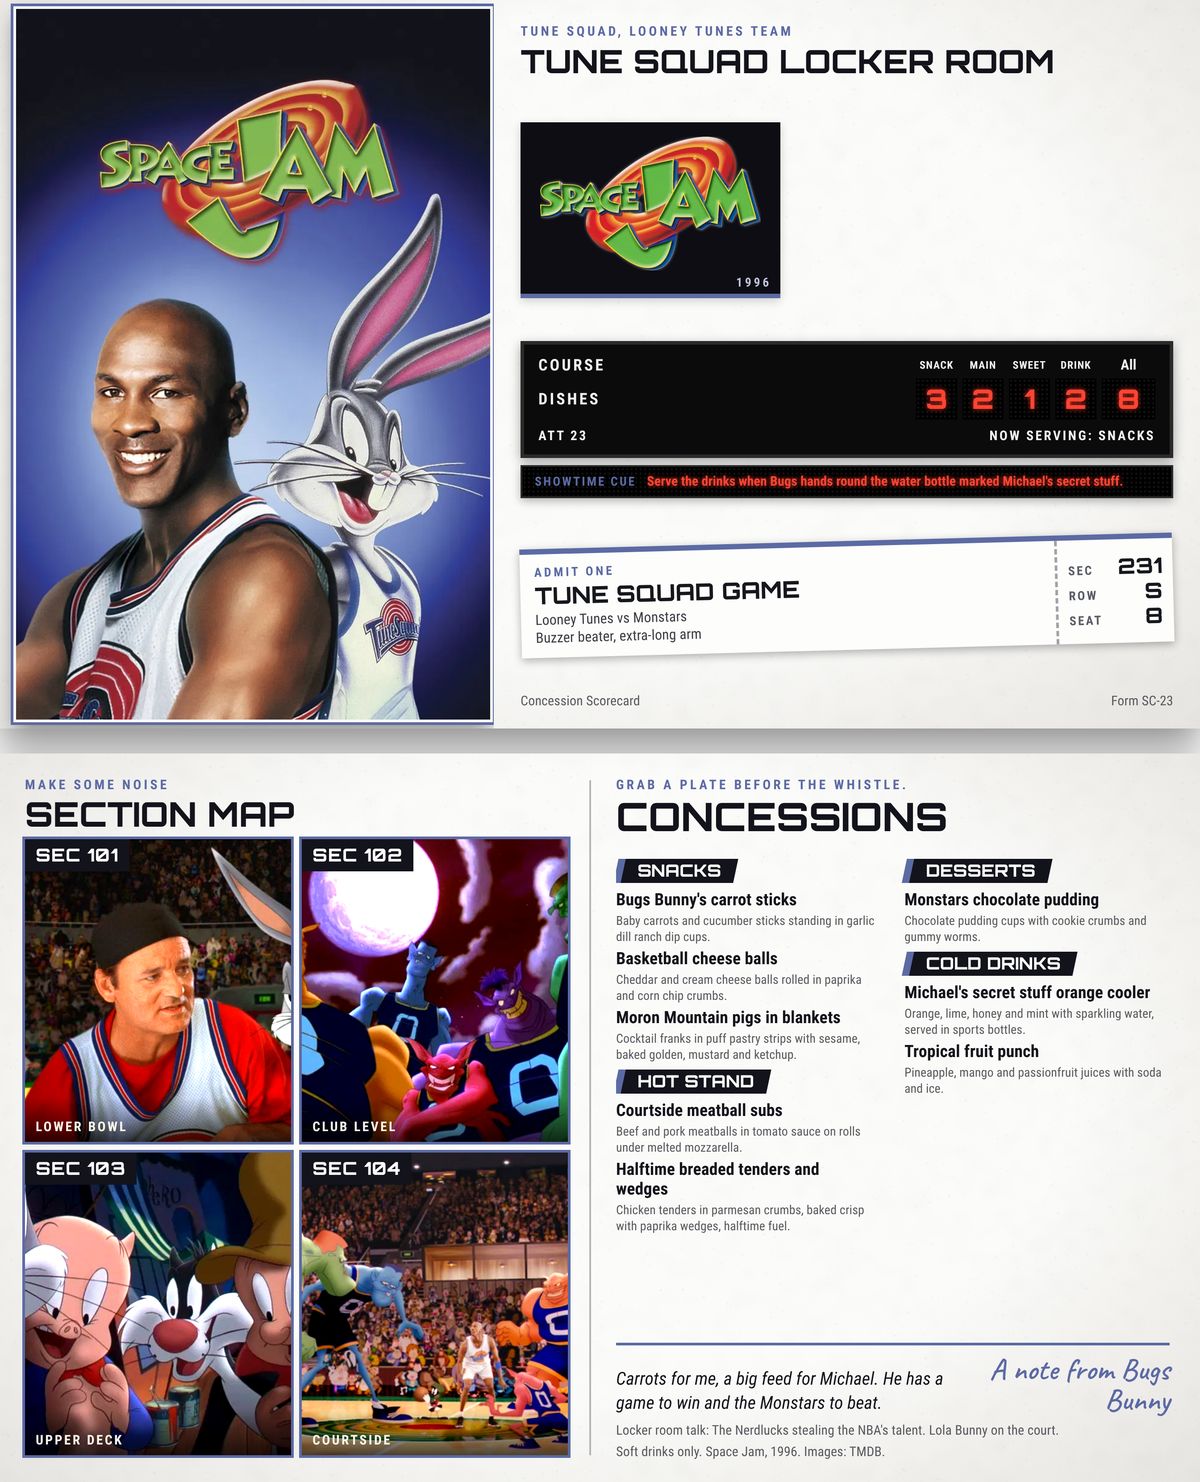 SPACE JAM
TuneSquad
TUNE SQUAD, LOONEY TUNES TEAM
TUNE SQUAD LOCKER ROOM
SPACE JAM
1996
COURSE SNACK MAIN SWEET DRINK All
DISHES 3 2 1 2 8
ATT 23 NOW SERVING: SNACKS
SHOWTIME CUE Serve the drinks when Bugs hands round the water bottle marked Michael's secret stuff.
ADMIT ONE
TUNE SQUAD GAME
Looney Tunes vs Monstars
Buzzer beater, extra-long arm
SEC 231
ROW S
SEAT 8
Concession Scorecard Form SC-23
MAKE SOME NOISE
SECTION MAP
SEC 101
LOWER BOWL
SEC 102
CLUB LEVEL
SEC 103
UPPER DECK
SEC 104
COURTSIDE
GRAB A PLATE BEFORE THE WHISTLE.
CONCESSIONS
SNACKS
Bugs Bunny's carrot sticks
Baby carrots and cucumber sticks standing in garlic
dill ranch dip cups.
Basketball cheese balls
Cheddar and cream cheese balls rolled in paprika
and corn chip crumbs.
Moron Mountain pigs in blankets
Cocktail franks in puff pastry strips with sesame,
baked golden, mustard and ketchup.
HOT STAND
Courtside meatball subs
Beef and pork meatballs in tomato sauce on rolls
under melted mozzarella.
Halftime breaded tenders and
wedges
Chicken tenders in parmesan crumbs, baked crisp
with paprika wedges, halftime fuel.
DESSERTS
Monstars chocolate pudding
Chocolate pudding cups with cookie crumbs and
gummy worms.
COLD DRINKS
Michael's secret stuff orange cooler
Orange, lime, honey and mint with sparkling water,
served in sports bottles.
Tropical fruit punch
Pineapple, mango and passionfruit juices with soda
and ice.
Carrots for me, a big feed for Michael. He has a
game to win and the Monstars to beat.
A note from Bugs
Bunny
Locker room talk: The Nerdlucks stealing the NBA's talent. Lola Bunny on the court.
Soft drinks only. Space Jam, 1996. Images: TMDB.